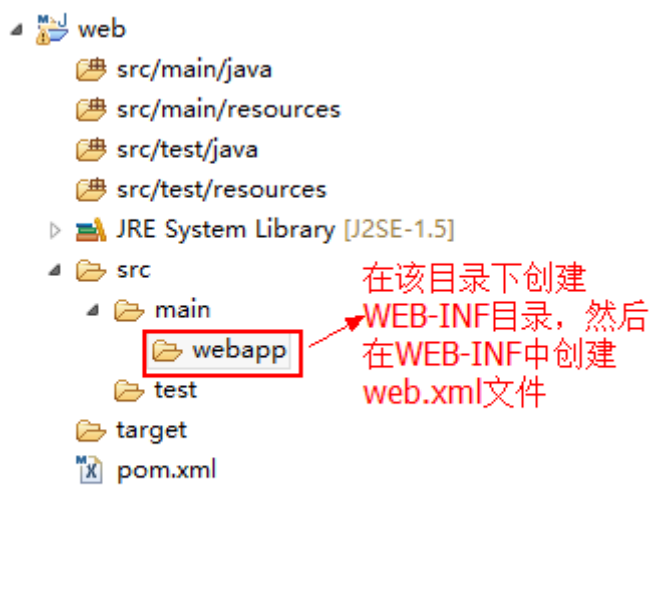 web
src/main/java
src/main/resources
src/test/java
src/test/resources
JRE System Library [J2SE-1.5]
src
main
webapp
test
target
pom.xml
在该目录下创建
WEB-INF目录，然后
在WEB-INF中创建
web.xml文件